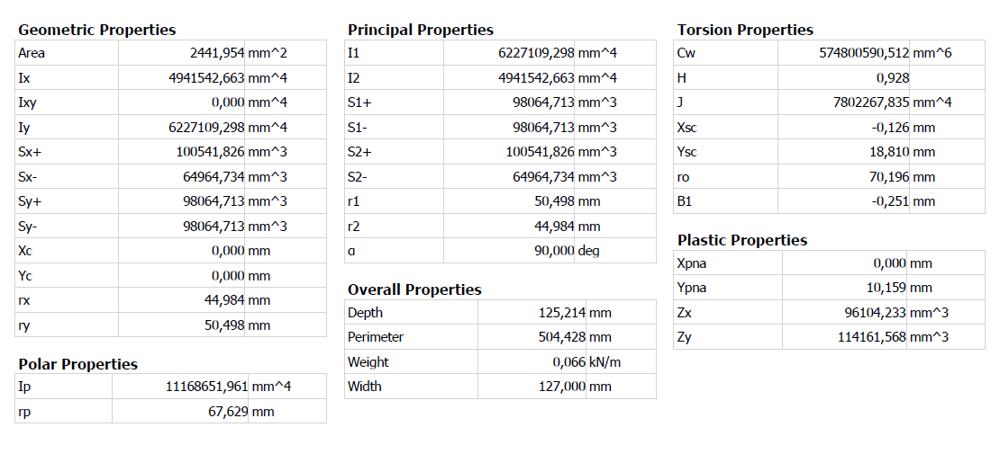 Geometric Properties
Area 2441,954 mm^2
Ix 4941542,663 mm^4
Ixy 0,000 mm^4
Iy 6227109,298 mm^4
Sx+ 100541,826 mm^3
Sx- 64964,734 mm^3
Sy+ 98064,713 mm^3
Sy- 98064,713 mm^3
Xc 0,000 mm
Yc 0,000 mm
rx 44,984 mm
ry 50,498 mm
Polar Properties
Ip 11168651,961 mm^4
rp 67,629 mm
Principal Properties
I1 6227109,298 mm^4
I2 4941542,663 mm^4
S1+ 98064,713 mm^3
S1- 98064,713 mm^3
S2+ 100541,826 mm^3
S2- 64964,734 mm^3
r1 50,498 mm
r2 44,984 mm
α 90,000 deg
Overall Properties
Depth 125,214 mm
Perimeter 504,428 mm
Weight 0,066 kN/m
Width 127,000 mm
Torsion Properties
Cw 574800590,512 mm^6
H 0,928
J 7802267,835 mm^4
Xsc -0,126 mm
Ysc 18,810 mm
ro 70,196 mm
B1 -0,251 mm
Plastic Properties
Xpna 0,000 mm
Ypna 10,159 mm
Zx 96104,233 mm^3
Zy 114161,568 mm^3